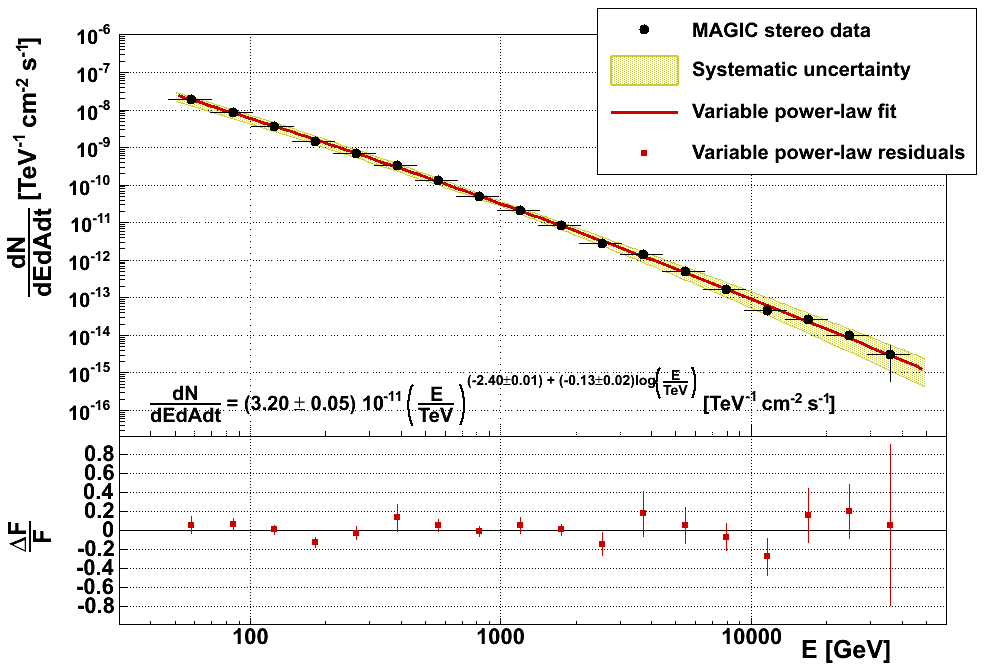 MAGIC stereo data
Systematic uncertainty
Variable power-law fit
Variable power-law residuals
dN/dEdAdt [TeV⁻¹ cm⁻² s⁻¹]
10⁻⁶
10⁻⁷
10⁻⁸
10⁻⁹
10⁻¹⁰
10⁻¹¹
10⁻¹²
10⁻¹³
10⁻¹⁴
10⁻¹⁵
10⁻¹⁶
dN/dEdAdt = (3.20 ± 0.05) 10⁻¹¹ (E/TeV)^((-2.40±0.01) + (-0.13±0.02)log(E/TeV)) [TeV⁻¹ cm⁻² s⁻¹]
ΔF/F
0.8
0.6
0.4
0.2
0
-0.2
-0.4
-0.6
-0.8
100 1000 10000
E [GeV]